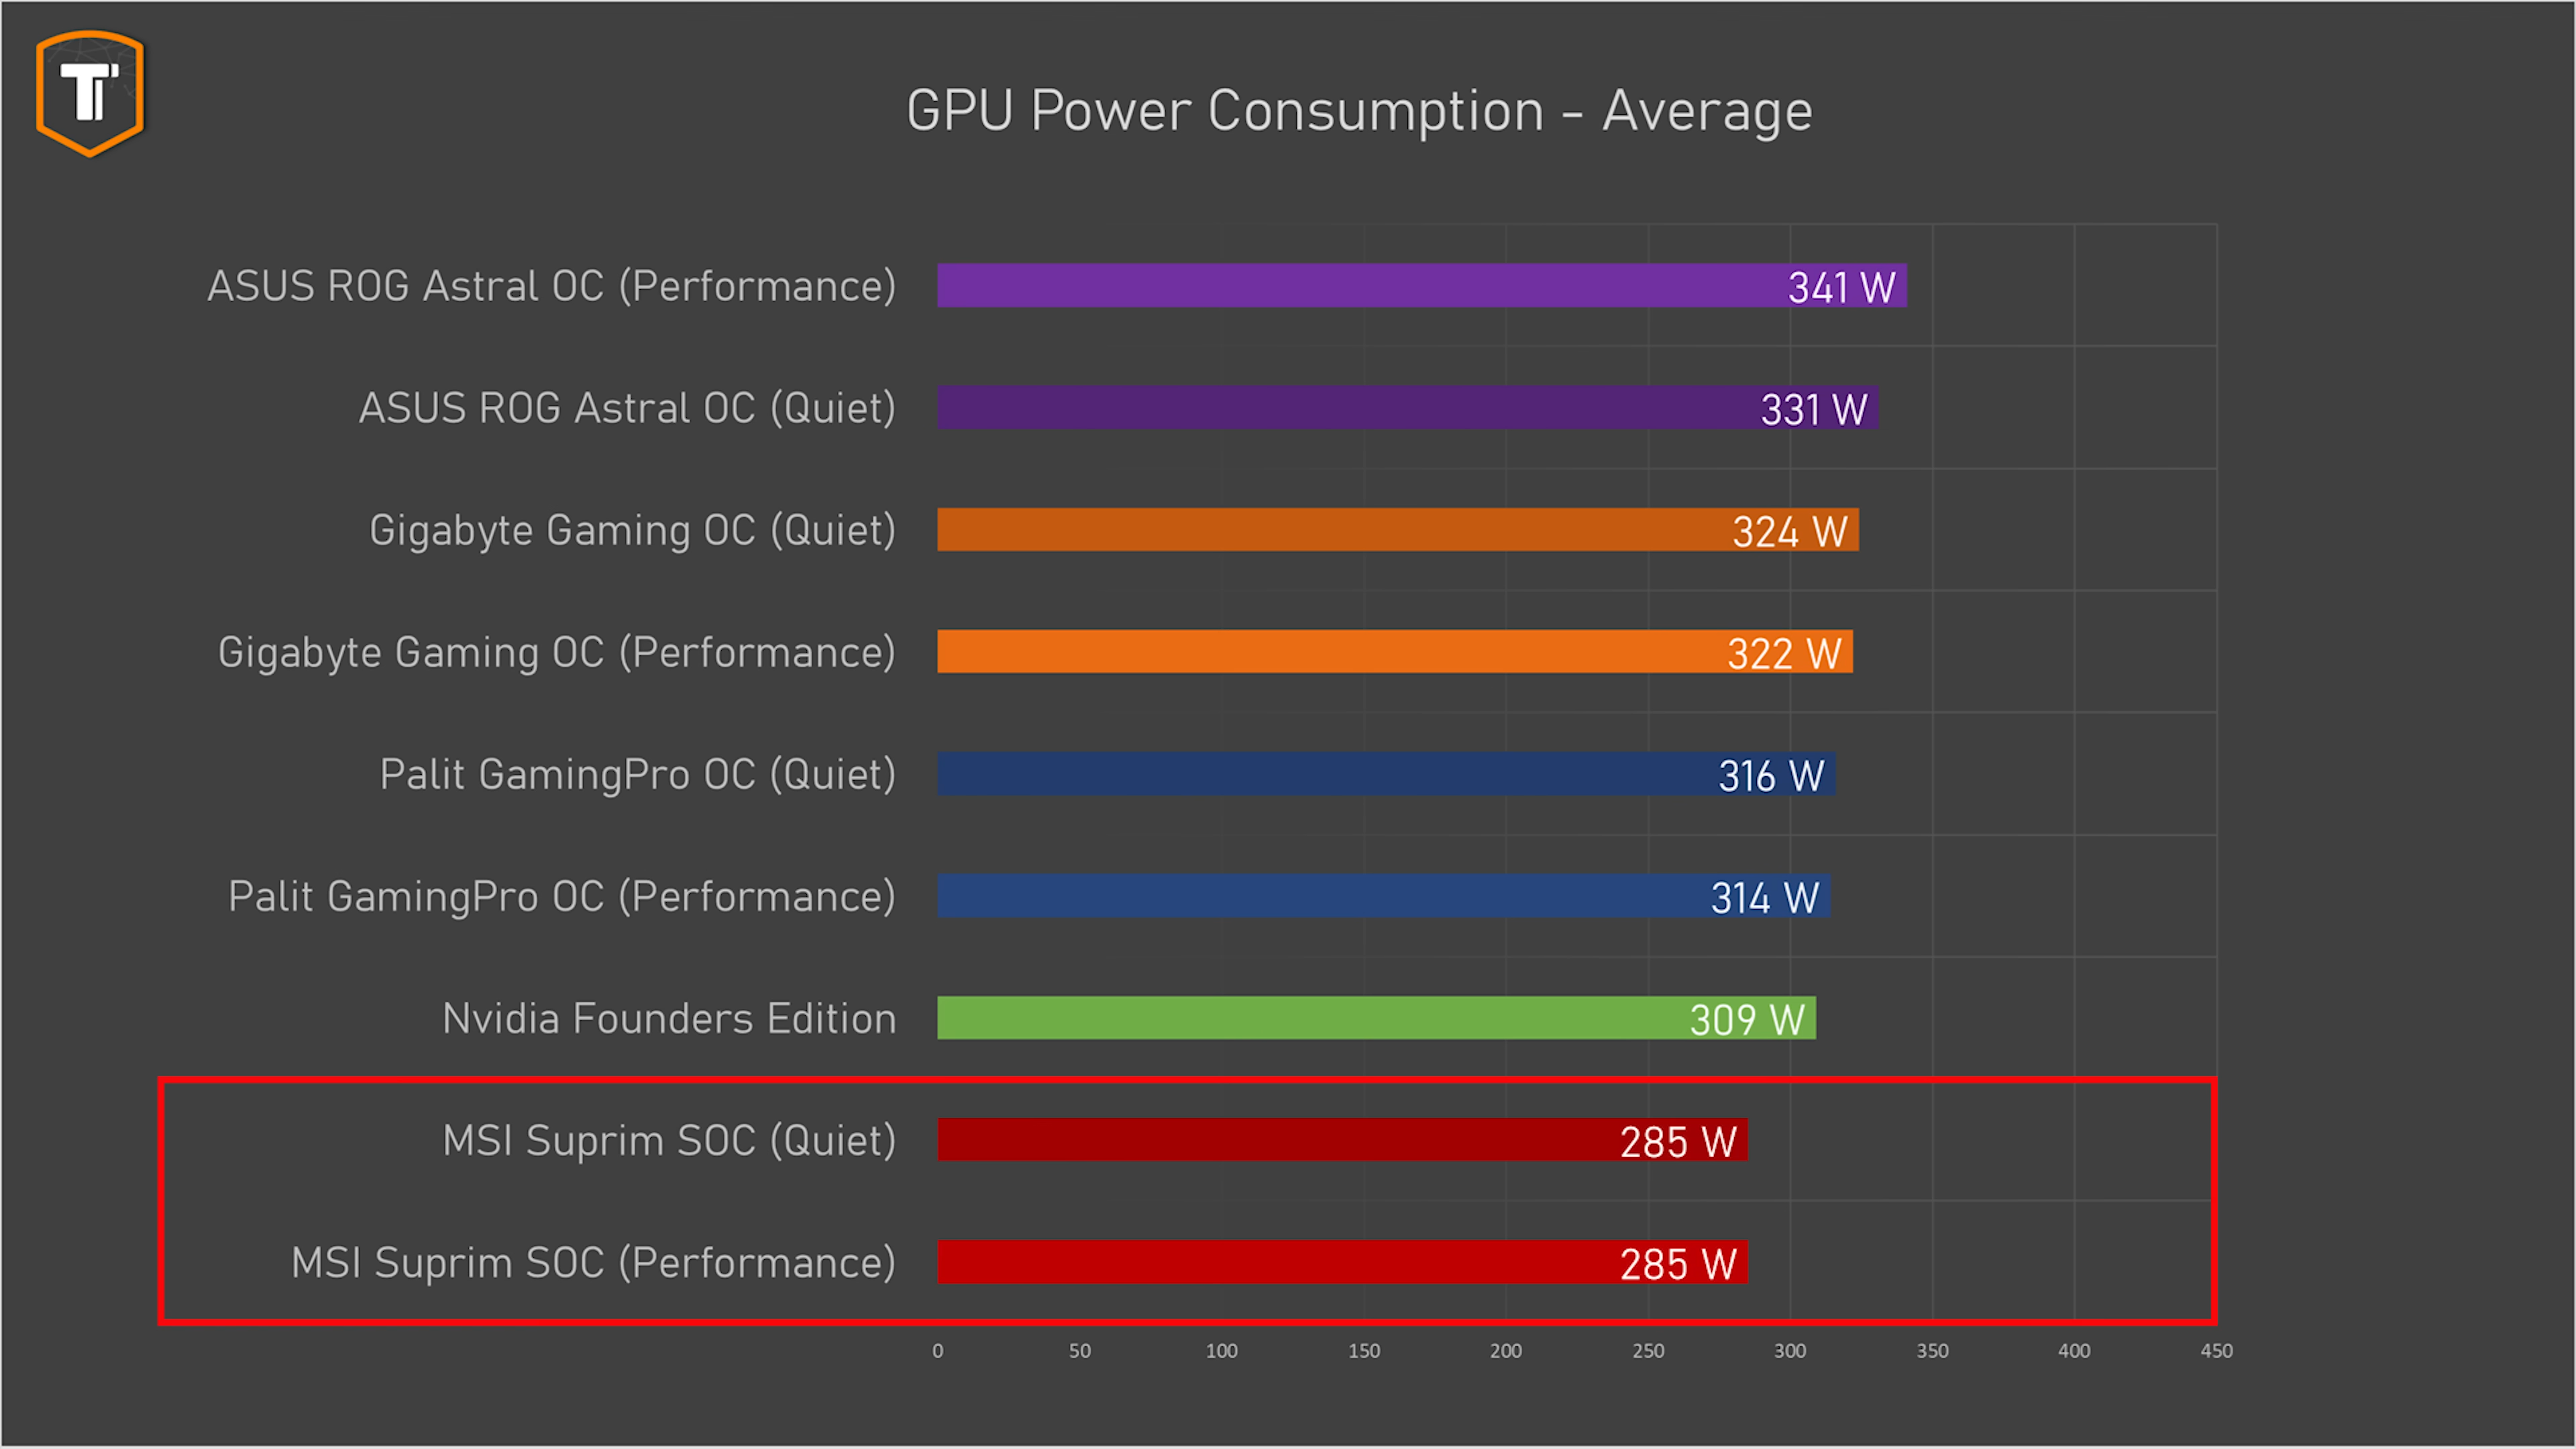 GPU Power Consumption - Average
ASUS ROG Astral OC (Performance) 341 W
ASUS ROG Astral OC (Quiet) 331 W
Gigabyte Gaming OC (Quiet) 324 W
Gigabyte Gaming OC (Performance) 322 W
Palit GamingPro OC (Quiet) 316 W
Palit GamingPro OC (Performance) 314 W
Nvidia Founders Edition 309 W
MSI Suprim SOC (Quiet) 285 W
MSI Suprim SOC (Performance) 285 W
0 50 100 150 200 250 300 350 400 450